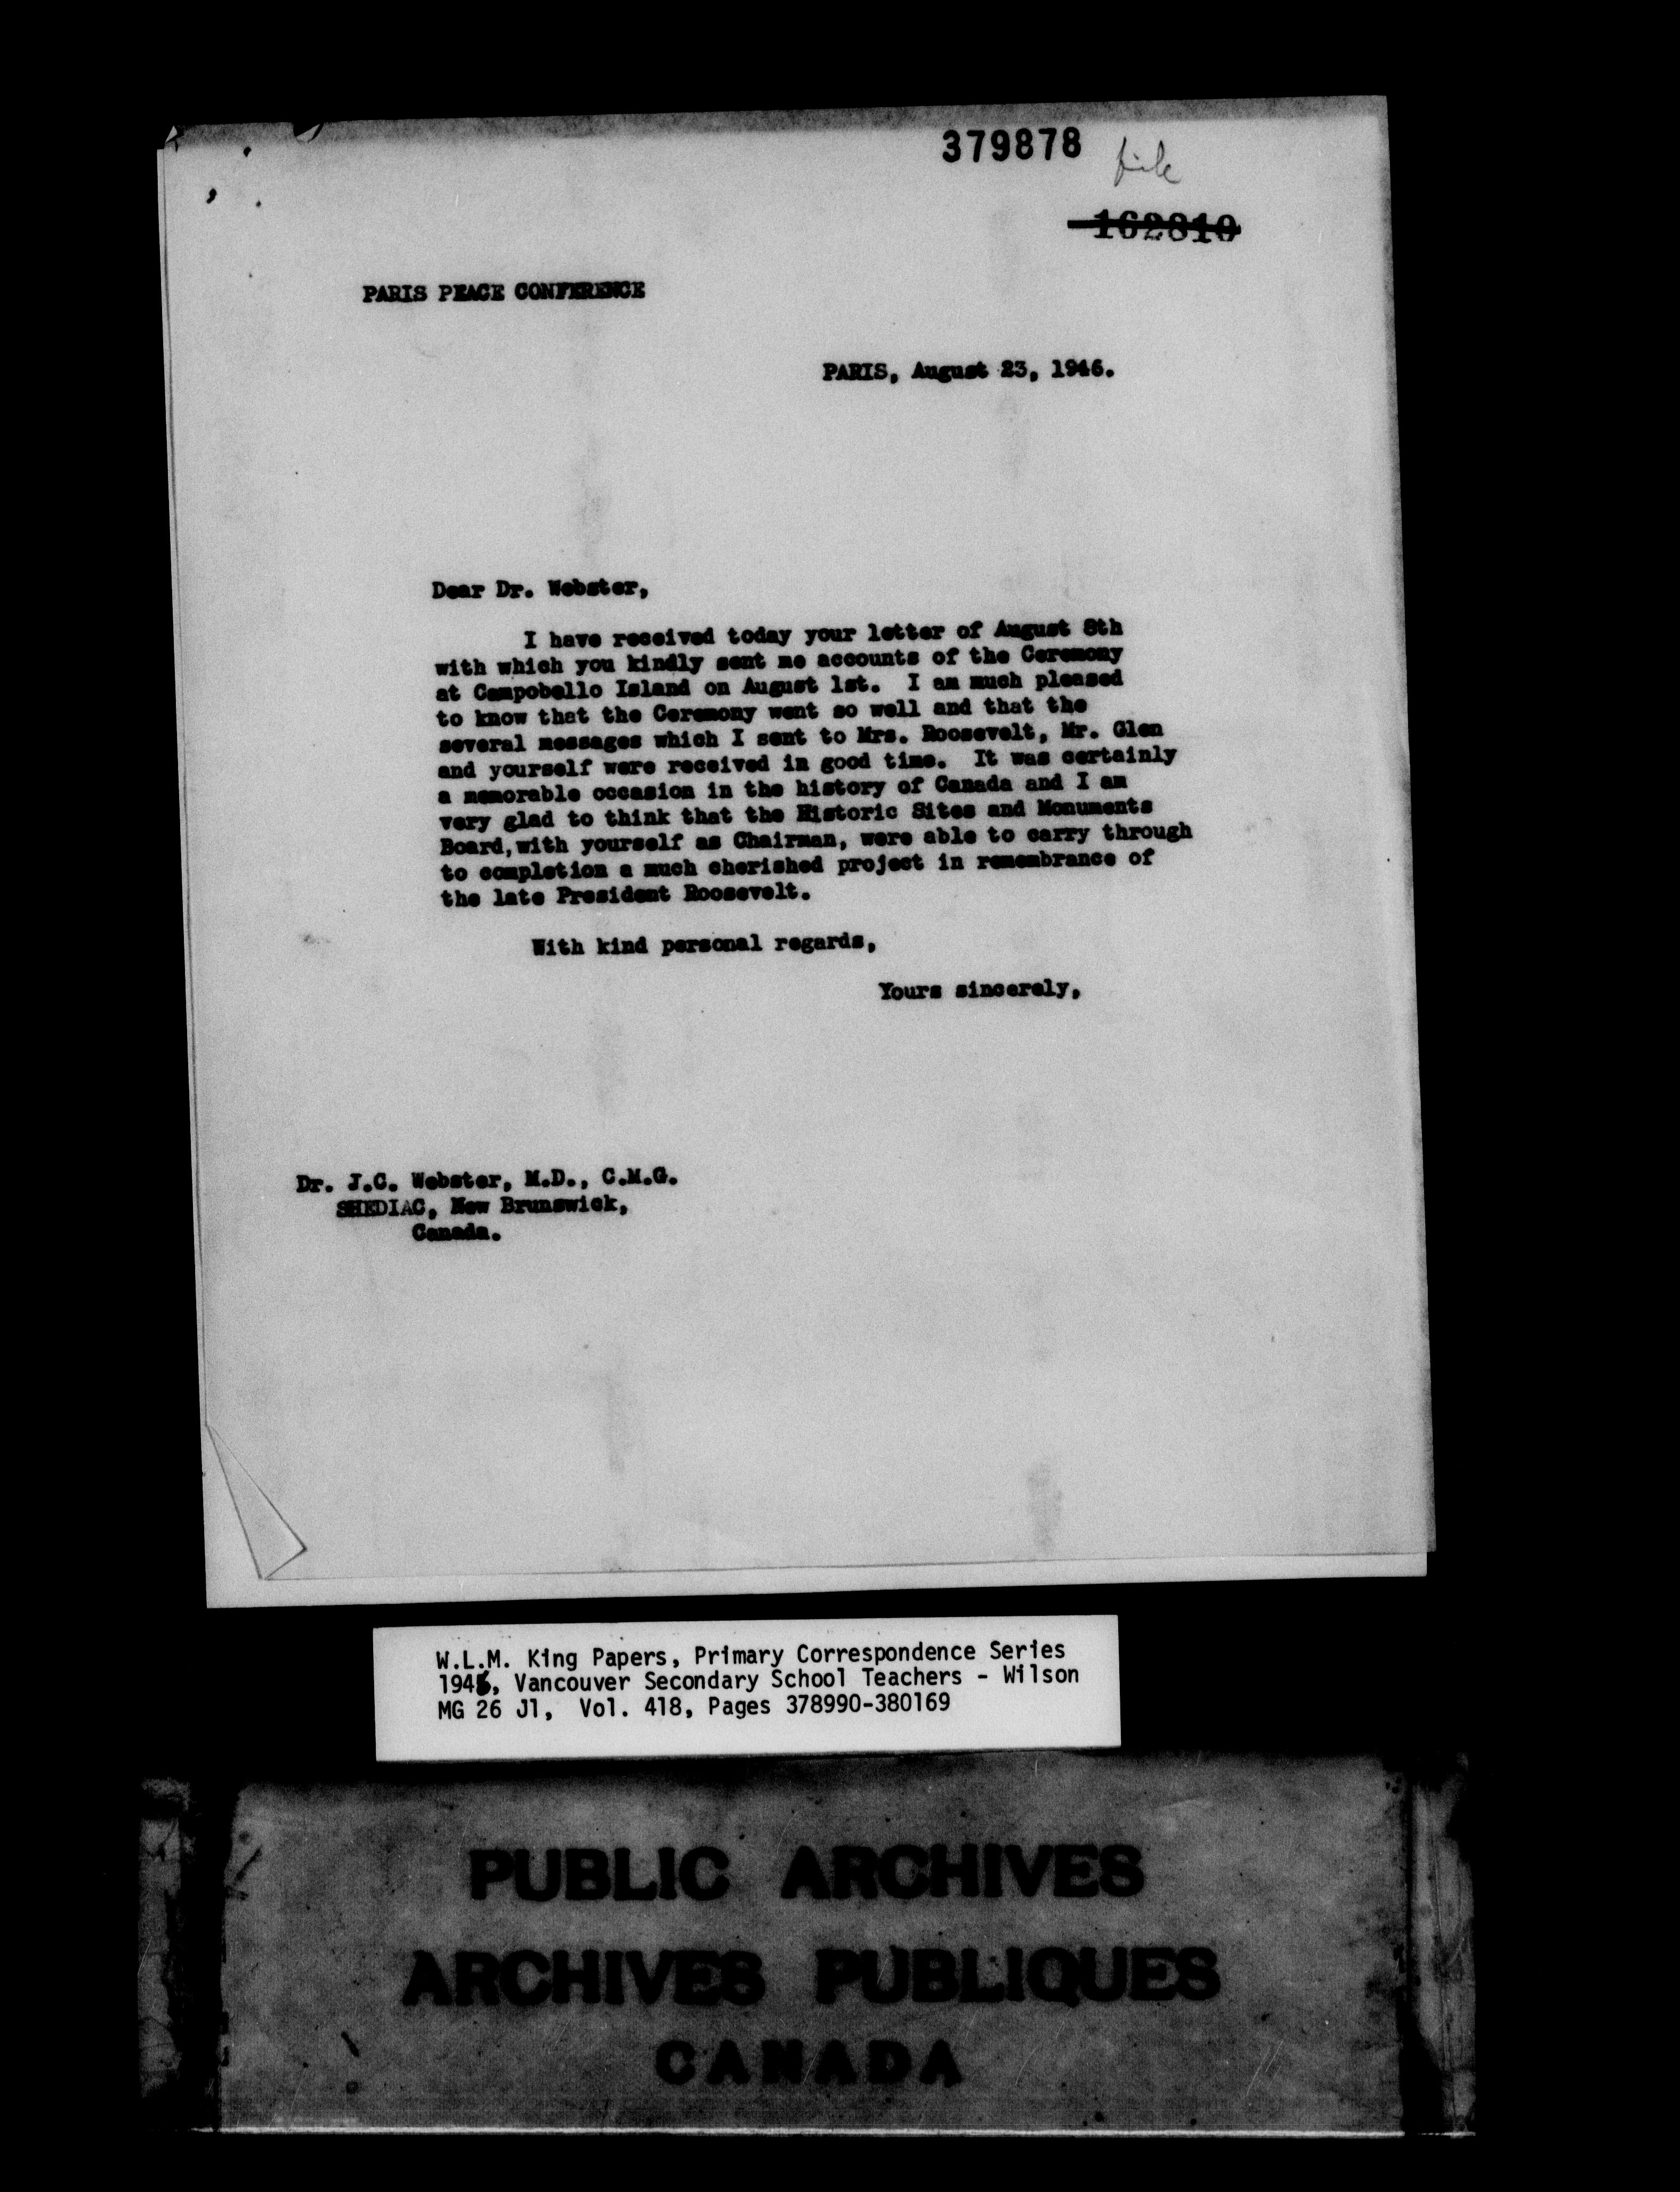 379878
file
162810
PARIS PEACE CONFERENCE
PARIS, August 23, 1946.
Dear Dr. Webster,
I have received today your letter of August 8th
with which you kindly sent me accounts of the Ceremony
at Campobello Island on August 1st. I am much pleased
to know that the Ceremony went so well and that the
several messages which I sent to Mrs. Roosevelt, Mr. Glen
and yourself were received in good time. It was certainly
a memorable occasion in the history of Canada and I am
very glad to think that the Historic Sites and Monuments
Board, with yourself as Chairman, were able to carry through
to completion a much cherished project in remembrance of
the late President Roosevelt.
With kind personal regards,
Yours sincerely,
Dr. J.C. Webster, M.D., C.M.G.
SHEDIAC, New Brunswick,
Canada.
W.L.M. King Papers, Primary Correspondence Series
1946, Vancouver Secondary School Teachers - Wilson
MG 26 J1, Vol. 418, Pages 378990-380169
PUBLIC ARCHIVES
ARCHIVES PUBLIQUES
CANADA